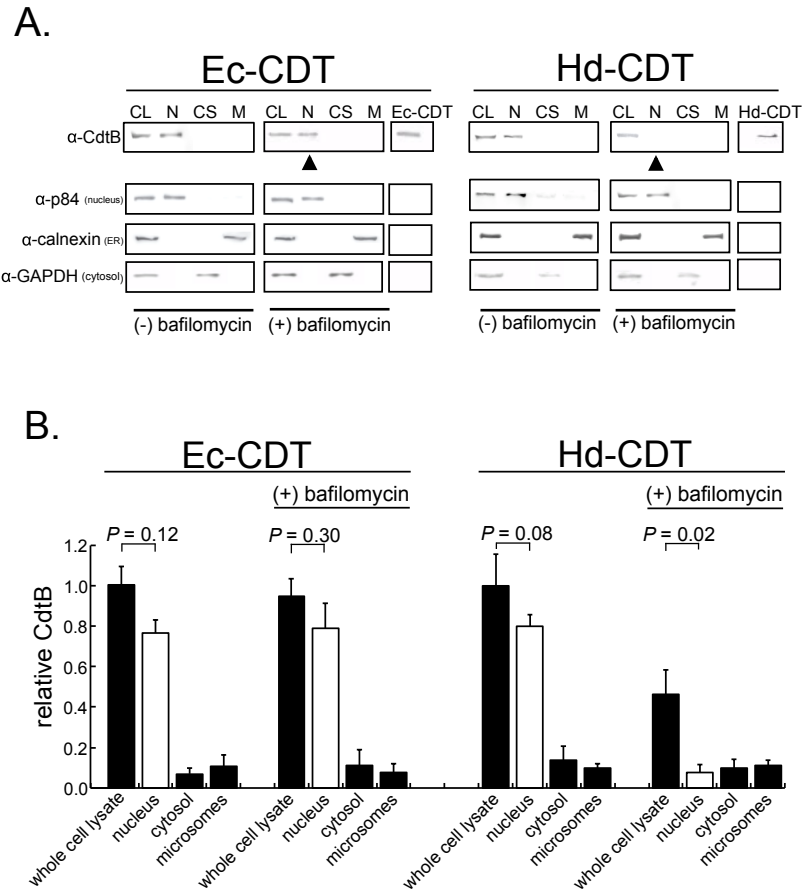 A.
Ec-CDT Hd-CDT
CL N CS M CL N CS M Ec-CDT CL N CS M CL N CS M Hd-CDT
α-CdtB
α-p84 (nucleus)
α-calnexin (ER)
α-GAPDH (cytosol)
(-) bafilomycin (+) bafilomycin (-) bafilomycin (+) bafilomycin
B.
Ec-CDT Hd-CDT
(+) bafilomycin (+) bafilomycin
P = 0.12 P = 0.30 P = 0.08 P = 0.02
relative CdtB
1.2
1.0
0.8
0.6
0.4
0.2
0.0
whole cell lysate nucleus cytosol microsomes whole cell lysate nucleus cytosol microsomes whole cell lysate nucleus cytosol microsomes whole cell lysate nucleus cytosol microsomes